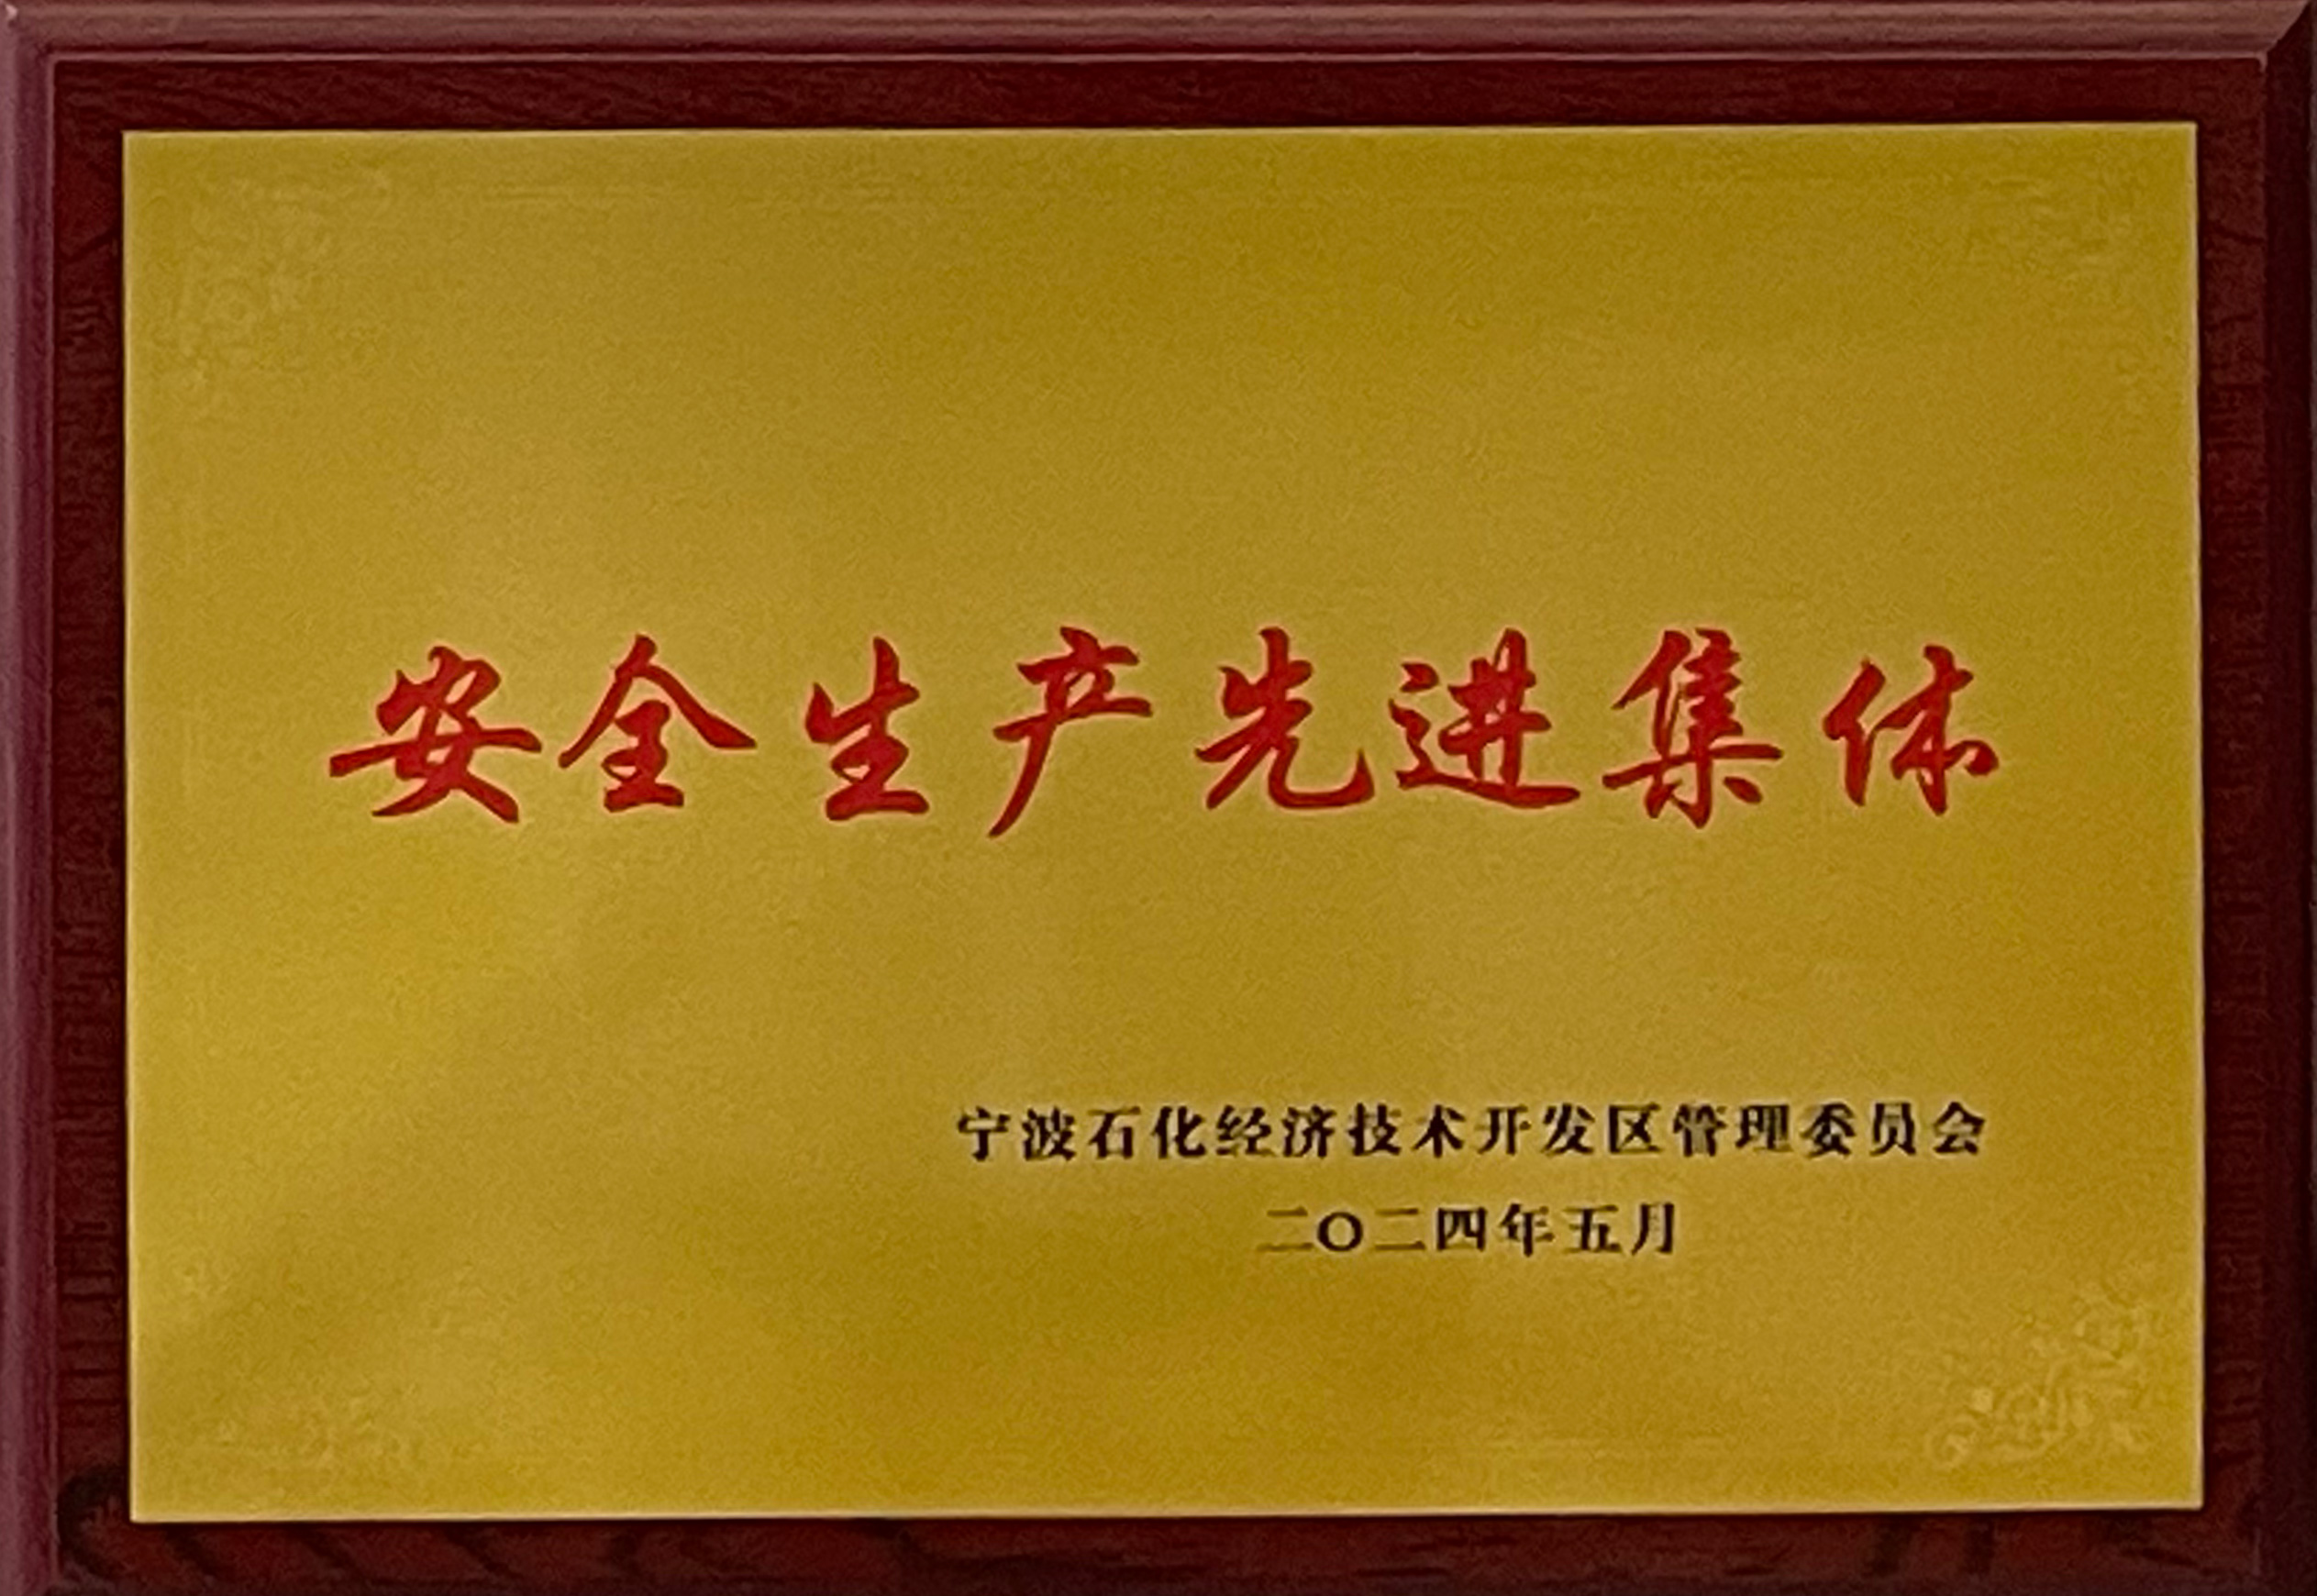 安全生产先进集体
宁波石化经济技术开发区管理委员会
二〇二四年五月